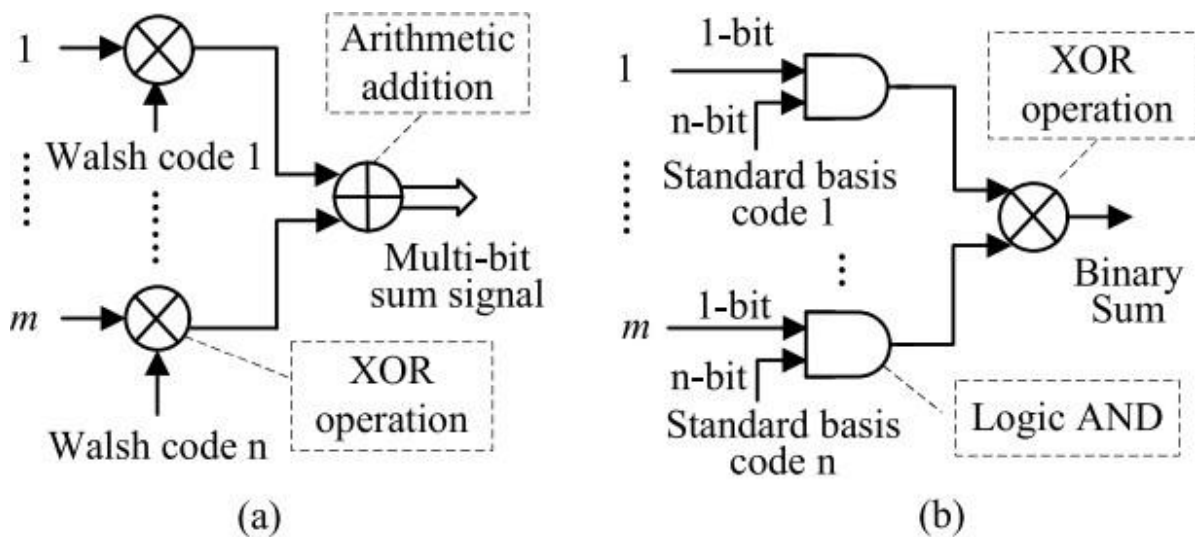 1
Arithmetic
addition
Walsh code 1
Multi-bit
sum signal
m
XOR
operation
Walsh code n
(a)
1
1-bit
n-bit
Standard basis
code 1
XOR
operation
Binary
Sum
m
1-bit
n-bit
Standard basis
code n
Logic AND
(b)